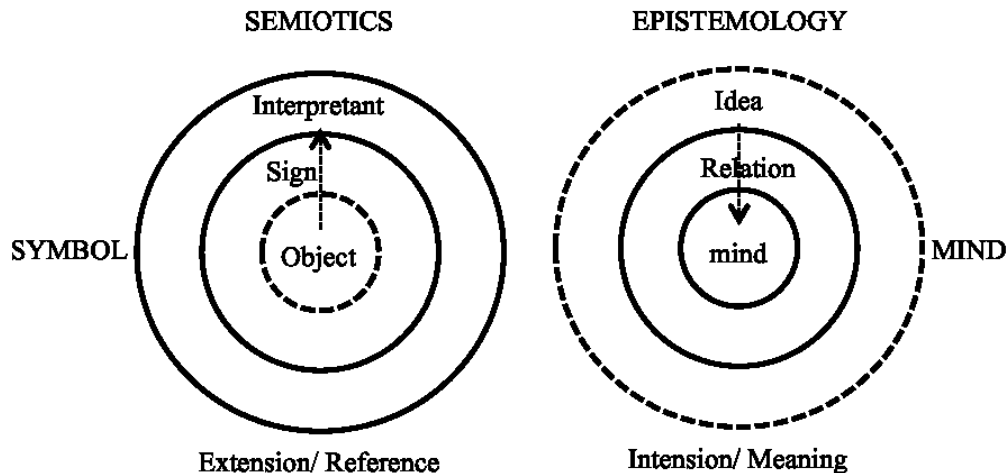 SEMIOTICS
EPISTEMOLOGY
Interpretant
Idea
Sign
Relation
SYMBOL
Object
mind
MIND
Extension/ Reference
Intension/ Meaning